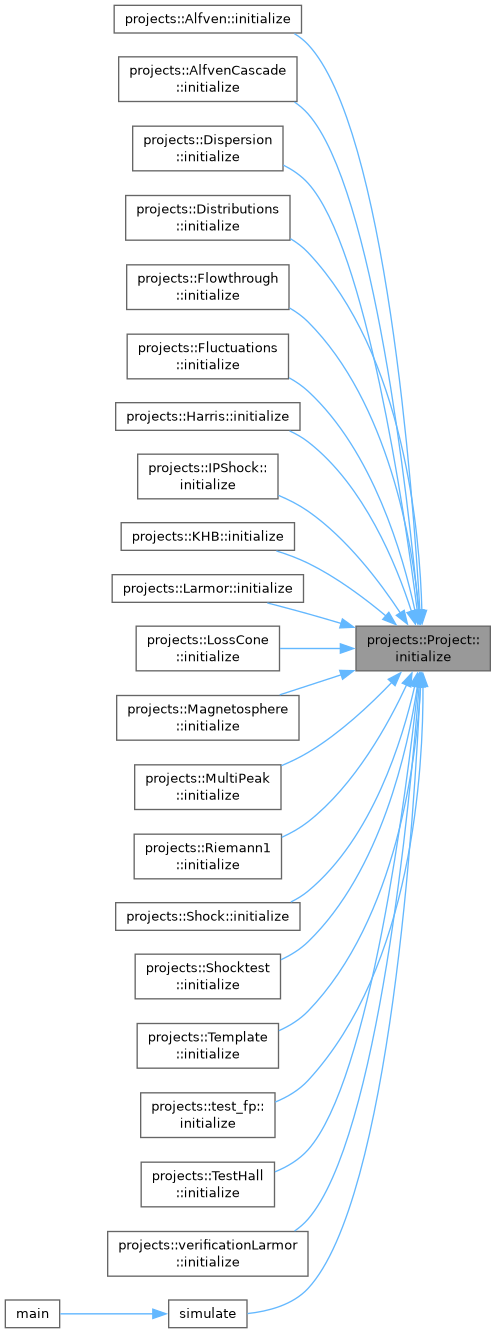 projects::Alfven::initialize
projects::AlfvenCascade
::initialize
projects::Dispersion
::initialize
projects::Distributions
::initialize
projects::Flowthrough
::initialize
projects::Fluctuations
::initialize
projects::Harris::initialize
projects::IPShock::
initialize
projects::KHB::initialize
projects::Larmor::initialize
projects::LossCone
::initialize
projects::Project::
initialize
projects::Magnetosphere
::initialize
projects::MultiPeak
::initialize
projects::Riemann1
::initialize
projects::Shock::initialize
projects::Shocktest
::initialize
projects::Template
::initialize
projects::test_fp::
initialize
projects::TestHall
::initialize
projects::verificationLarmor
::initialize
main
simulate